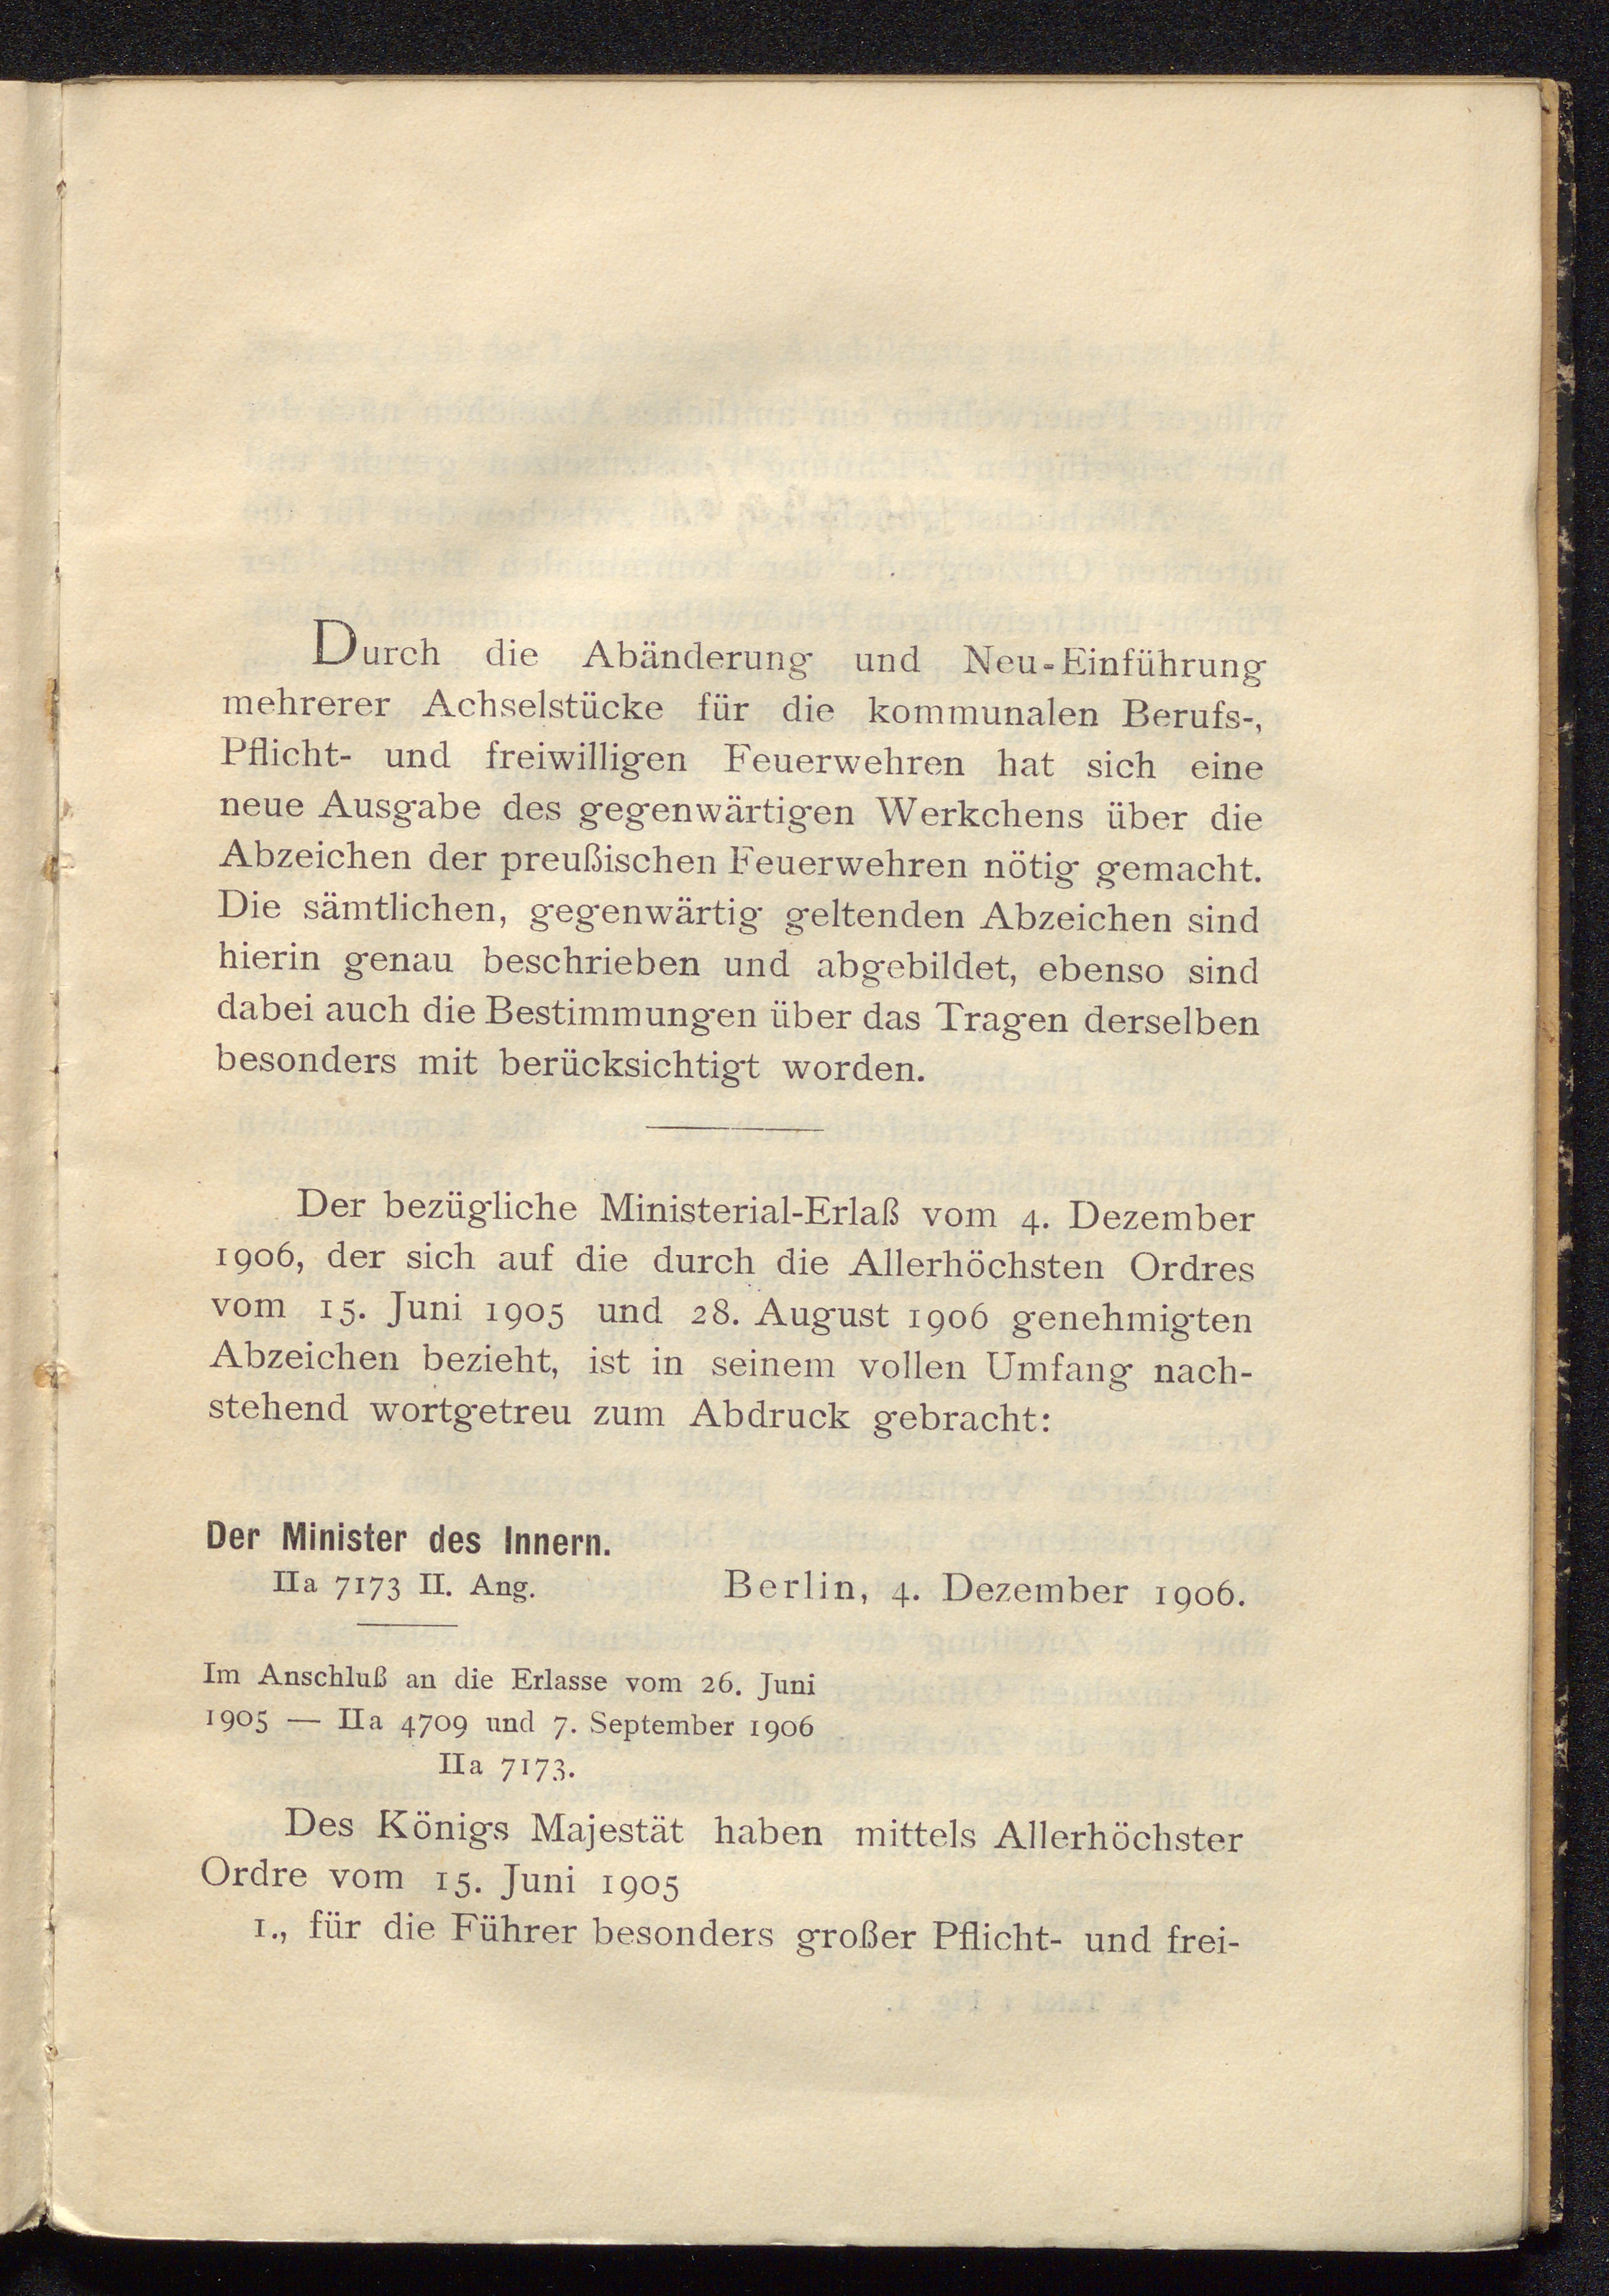 Durch die Abänderung und Neu-Einführung
mehrerer Achselstücke für die kommunalen Berufs-,
Pflicht- und freiwilligen Feuerwehren hat sich eine
neue Ausgabe des gegenwärtigen Werkchens über die
Abzeichen der preußischen Feuerwehren nötig gemacht.
Die sämtlichen, gegenwärtig geltenden Abzeichen sind
hierin genau beschrieben und abgebildet, ebenso sind
dabei auch die Bestimmungen über das Tragen derselben
besonders mit berücksichtigt worden.
Der bezügliche Ministerial-Erlaß vom 4. Dezember
1906, der sich auf die durch die Allerhöchsten Ordres
vom 15. Juni 1905 und 28. August 1906 genehmigten
Abzeichen bezieht, ist in seinem vollen Umfang nach-
stehend wortgetreu zum Abdruck gebracht:
Der Minister des Innern.
IIa 7173 II. Ang. Berlin, 4. Dezember 1906.
Im Anschluß an die Erlasse vom 26. Juni
1905 — IIa 4709 und 7. September 1906
IIa 7173.
Des Königs Majestät haben mittels Allerhöchster
Ordre vom 15. Juni 1905
1., für die Führer besonders großer Pflicht- und frei-